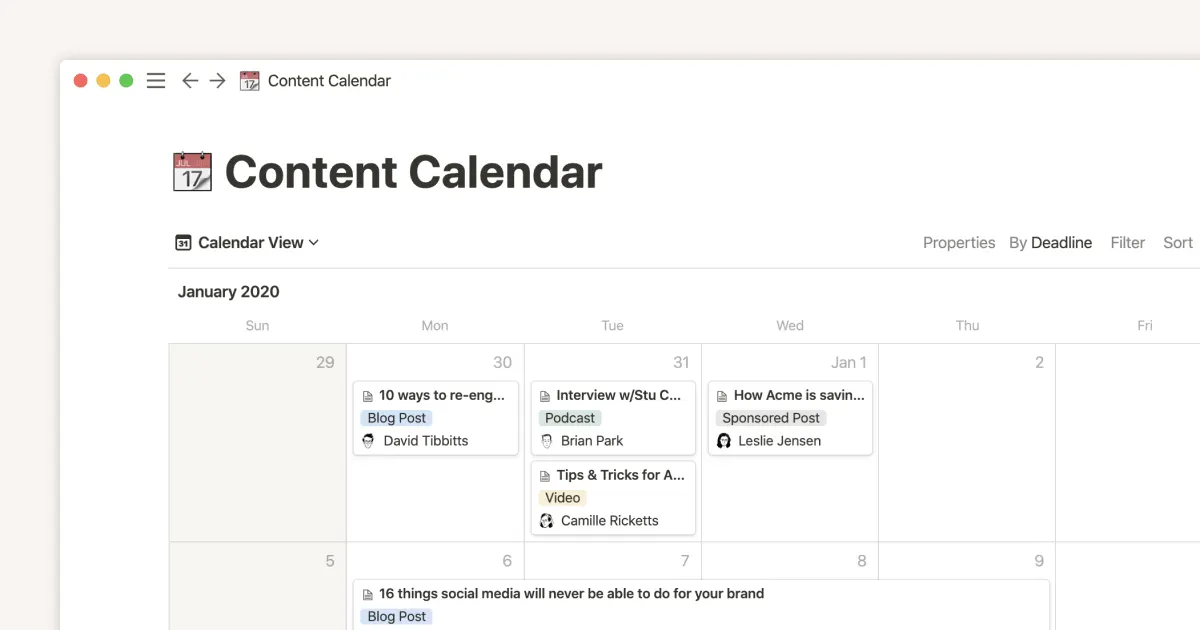 Content Calendar
JUL
17
Content Calendar
31 Calendar View
Properties By Deadline Filter Sort
January 2020
Sun Mon Tue Wed Thu Fri
29 30 31 Jan 1 2
10 ways to re-eng...
Blog Post
David Tibbitts
Interview w/Stu C...
Podcast
Brian Park
Tips & Tricks for A...
Video
Camille Ricketts
How Acme is savin...
Sponsored Post
Leslie Jensen
5 6 7 8 9
16 things social media will never be able to do for your brand
Blog Post